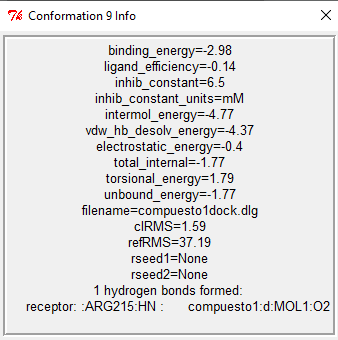 Conformation 9 Info
binding_energy=-2.98
ligand_efficiency=-0.14
inhib_constant=6.5
inhib_constant_units=mM
intermol_energy=-4.77
vdw_hb_desolv_energy=-4.37
electrostatic_energy=-0.4
total_internal=-1.77
torsional_energy=1.79
unbound_energy=-1.77
filename=compuesto1dock.dlg
clRMS=1.59
refRMS=37.19
rseed1=None
rseed2=None
1 hydrogen bonds formed:
receptor: :ARG215:HN : compuesto1:d:MOL1:O2